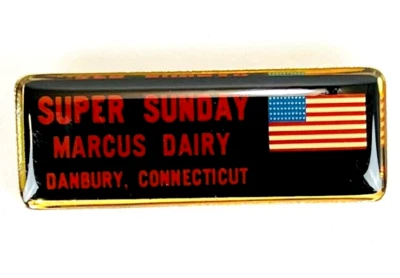 SUPER SUNDAY
MARCUS DAIRY
DANBURY, CONNECTICUT